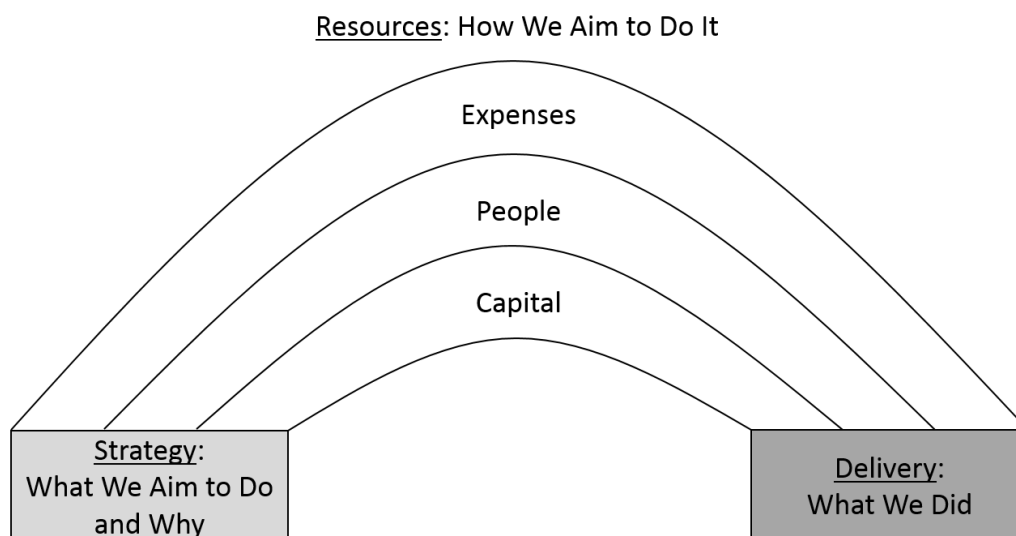 Resources: How We Aim to Do It
Expenses
People
Capital
Strategy:
What We Aim to Do
and Why
Delivery:
What We Did